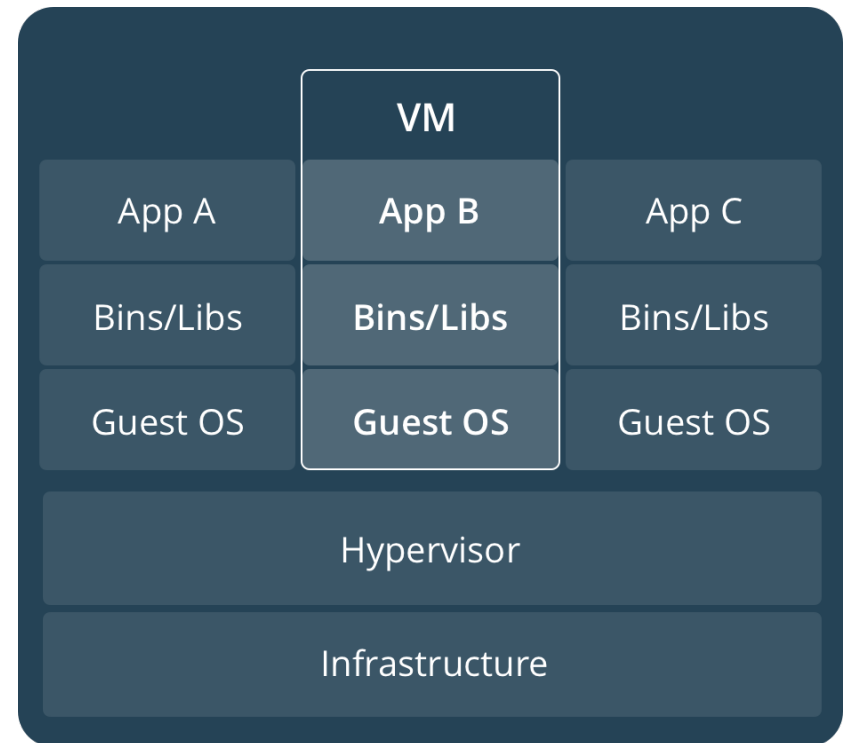 VM
App A App B App C
Bins/Libs Bins/Libs Bins/Libs
Guest OS Guest OS Guest OS
Hypervisor
Infrastructure